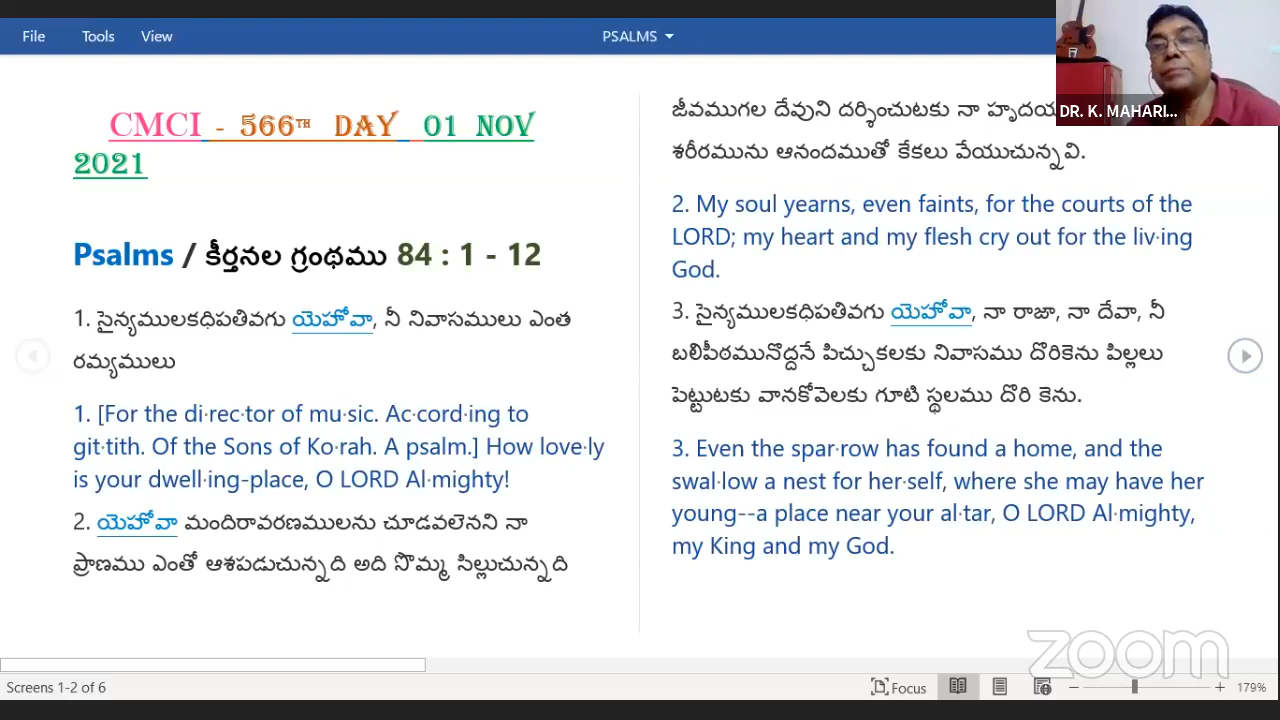 File Tools View PSALMS
CMCI - 566TH DAY 01 NOV
2021
Psalms / కీర్తనల గ్రంథము 84 : 1 - 12
1. సైన్యములకధిపతివగు యెహోవా, నీ నివాసములు ఎంత
రమ్యములు
1. [For the di·rec·tor of mu·sic. Ac·cord·ing to
git·tith. Of the Sons of Ko·rah. A psalm.] How love·ly
is your dwell·ing-place, O LORD Al·mighty!
2. యెహోవా మందిరావరణములను చూడవలెనని నా
ప్రాణము ఎంతో ఆశపడుచున్నది అది సొమ్మ సిల్లుచున్నది
జీవముగల దేవుని దర్శించుటకు నా హృదయ
శరీరమును ఆనందముతో కేకలు వేయుచున్నవి.
2. My soul yearns, even faints, for the courts of the
LORD; my heart and my flesh cry out for the liv·ing
God.
3. సైన్యములకధిపతివగు యెహోవా, నా రాజా, నా దేవా, నీ
బలిపీఠమునొద్దనే పిచ్చుకలకు నివాసము దొరికెను పిల్లలు
పెట్టుటకు వానకోవెలకు గూటి స్థలము దొరి కెను.
3. Even the spar·row has found a home, and the
swal·low a nest for her·self, where she may have her
young--a place near your al·tar, O LORD Al·mighty,
my King and my God.
DR. K. MAHARI...
zoom
Screens 1-2 of 6 Focus 179%